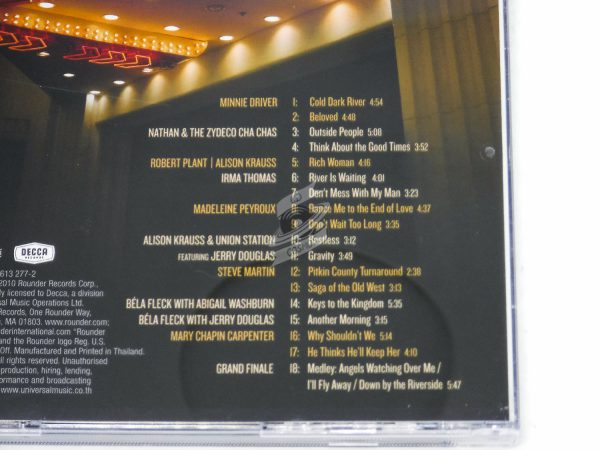 MINNIE DRIVER 1: Cold Dark River 4:54
2: Beloved 4:48
NATHAN & THE ZYDECO CHA CHAS 3: Outside People 5:08
4: Think About the Good Times 3:52
ROBERT PLANT | ALISON KRAUSS 5: Rich Woman 4:16
IRMA THOMAS 6: River Is Waiting 4:01
7: Don't Mess With My Man 3:23
MADELEINE PEYROUX 8: Dance Me to the End of Love 4:37
9: Don't Wait Too Long 3:35
ALISON KRAUSS & UNION STATION 10: Restless 3:12
FEATURING JERRY DOUGLAS 11: Gravity 3:49
STEVE MARTIN 12: Pitkin County Turnaround 2:38
13: Saga of the Old West 3:13
BÉLA FLECK WITH ABIGAIL WASHBURN 14: Keys to the Kingdom 5:35
BÉLA FLECK WITH JERRY DOUGLAS 15: Another Morning 3:15
MARY CHAPIN CARPENTER 16: Why Shouldn't We 5:14
17: He Thinks He'll Keep Her 4:10
GRAND FINALE 18: Medley: Angels Watching Over Me /
I'll Fly Away / Down by the Riverside 5:47
DECCA
RECORDS
613 277-2
2010 Rounder Records Corp.,
ly licensed to Decca, a division
sal Music Operations Ltd.
Records, One Rounder Way,
, MA 01803. www.rounder.com;
derinternational.com "Rounder
and the Rounder logo Reg. U.S.
Off. Manufactured and Printed in Thailand.
all rights reserved. Unauthorised
production, hiring, lending,
formance and broadcasting
www.universalmusic.co.th